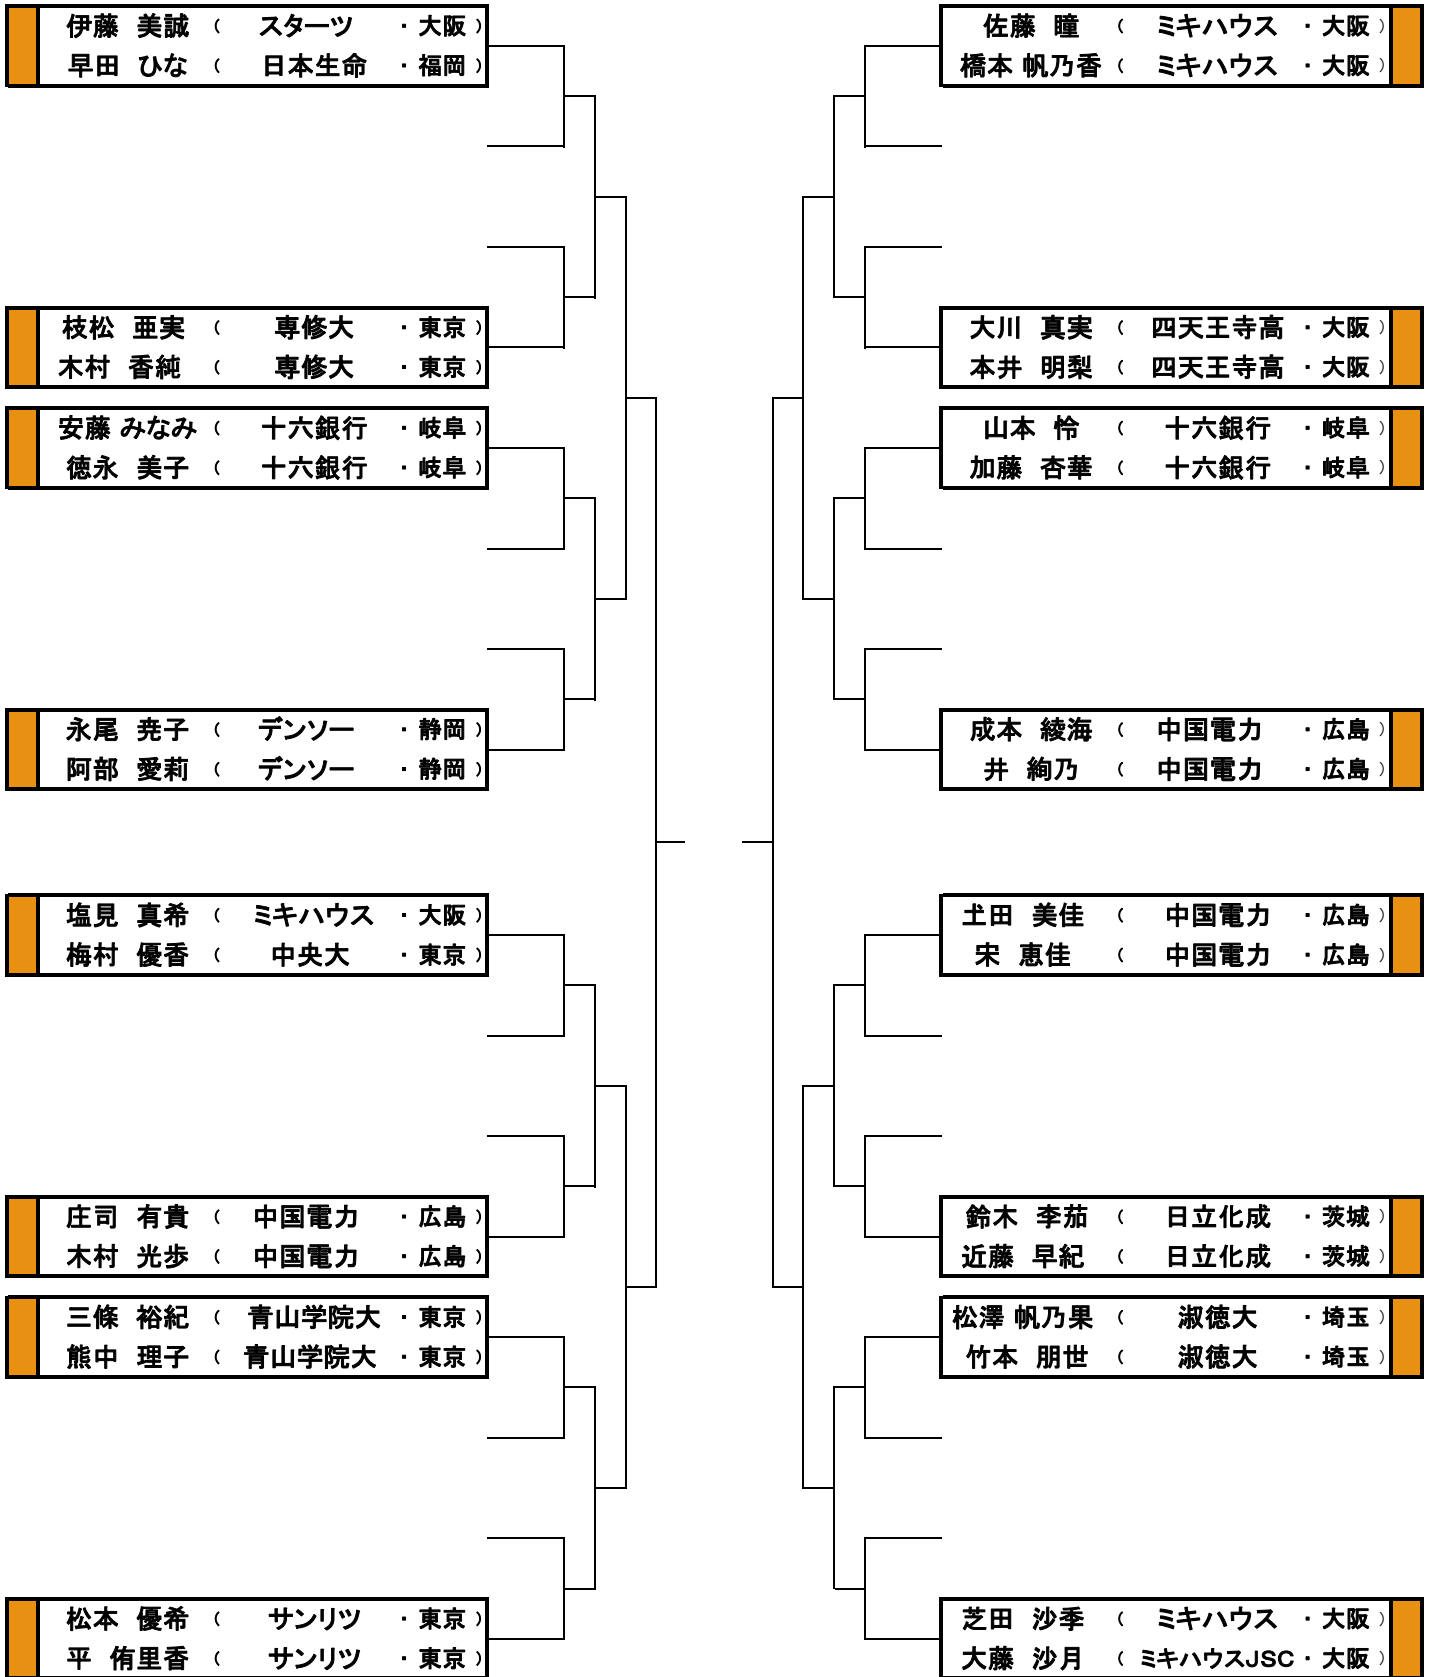 伊藤 美誠 ( スターツ ・ 大阪 )
早田 ひな ( 日本生命 ・ 福岡 )
枝松 亜実 ( 専修大 ・ 東京 )
木村 香純 ( 専修大 ・ 東京 )
安藤 みなみ ( 十六銀行 ・ 岐阜 )
徳永 美子 ( 十六銀行 ・ 岐阜 )
永尾 尭子 ( デンソー ・ 静岡 )
阿部 愛莉 ( デンソー ・ 静岡 )
塩見 真希 ( ミキハウス ・ 大阪 )
梅村 優香 ( 中央大 ・ 東京 )
庄司 有貴 ( 中国電力 ・ 広島 )
木村 光歩 ( 中国電力 ・ 広島 )
三條 裕紀 ( 青山学院大 ・ 東京 )
熊中 理子 ( 青山学院大 ・ 東京 )
松本 優希 ( サンリツ ・ 東京 )
平 侑里香 ( サンリツ ・ 東京 )
佐藤 瞳 ( ミキハウス ・ 大阪 )
橋本 帆乃香 ( ミキハウス ・ 大阪 )
大川 真実 ( 四天王寺高 ・ 大阪 )
本井 明梨 ( 四天王寺高 ・ 大阪 )
山本 怜 ( 十六銀行 ・ 岐阜 )
加藤 杏華 ( 十六銀行 ・ 岐阜 )
成本 綾海 ( 中国電力 ・ 広島 )
井 絢乃 ( 中国電力 ・ 広島 )
𡈽田 美佳 ( 中国電力 ・ 広島 )
宋 恵佳 ( 中国電力 ・ 広島 )
鈴木 李茄 ( 日立化成 ・ 茨城 )
近藤 早紀 ( 日立化成 ・ 茨城 )
松澤 帆乃果 ( 淑徳大 ・ 埼玉 )
竹本 朋世 ( 淑徳大 ・ 埼玉 )
芝田 沙季 ( ミキハウス ・ 大阪 )
大藤 沙月 ( ミキハウスJSC ・ 大阪 )